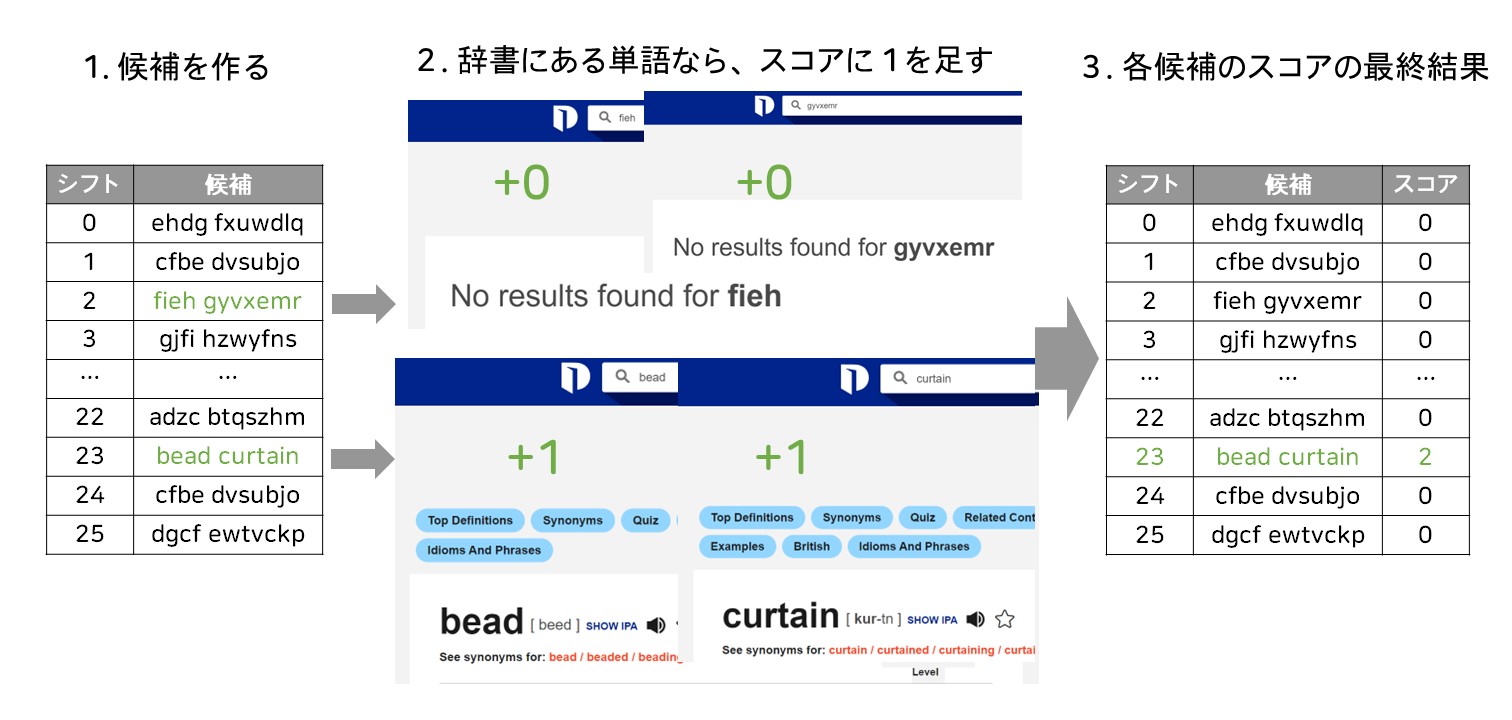 1. 候補を作る
シフト 候補
0 ehdg fxuwdlq
1 cfbe dvsubjo
2 fieh gyvxemr
3 gjfi hzwyfns
... ...
22 adzc btqszhm
23 bead curtain
24 cfbe dvsubjo
25 dgcf ewtvckp
2. 辞書にある単語なら、スコアに1を足す
fieh
+0
No results found for fieh
gyvxemr
+0
No results found for gyvxemr
bead
+1
Top Definitions Synonyms Quiz
Idioms And Phrases
bead [ beed ] SHOW IPA
See synonyms for: bead / beaded / beading
curtain
+1
Top Definitions Synonyms Quiz Related Cont
Examples British Idioms And Phrases
curtain [ kur-tn ] SHOW IPA
See synonyms for: curtain / curtained / curtaining / curtai
Level
3. 各候補のスコアの最終結果
シフト 候補 スコア
0 ehdg fxuwdlq 0
1 cfbe dvsubjo 0
2 fieh gyvxemr 0
3 gjfi hzwyfns 0
... ... ...
22 adzc btqszhm 0
23 bead curtain 2
24 cfbe dvsubjo 0
25 dgcf ewtvckp 0